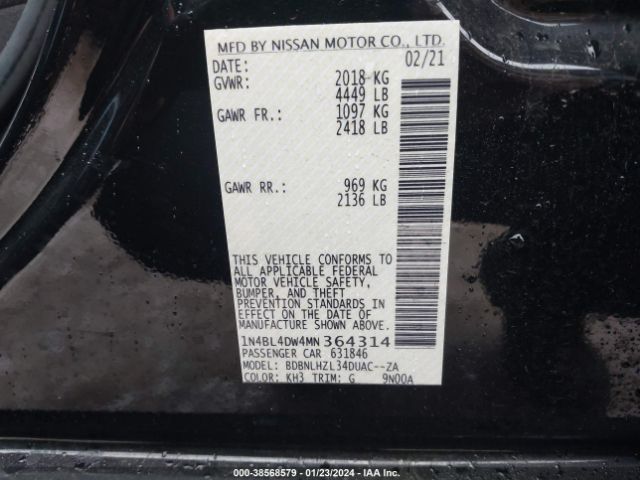 MFD BY NISSAN MOTOR CO., LTD.
DATE: 02/21
GVWR: 2018 KG
4449 LB
GAWR FR.: 1097 KG
2418 LB
GAWR RR.: 969 KG
2136 LB
THIS VEHICLE CONFORMS TO
ALL APPLICABLE FEDERAL
MOTOR VEHICLE SAFETY,
BUMPER, AND THEFT
PREVENTION STANDARDS IN
EFFECT ON THE DATE OF
MANUFACTURE SHOWN ABOVE.
1N4BL4DW4MN364314
PASSENGER CAR 631846
MODEL: BDBNLHZL34DUAC--ZA
COLOR: KH3 TRIM: G 9N00A
000-38568579 - 01/23/2024 - IAA Inc.